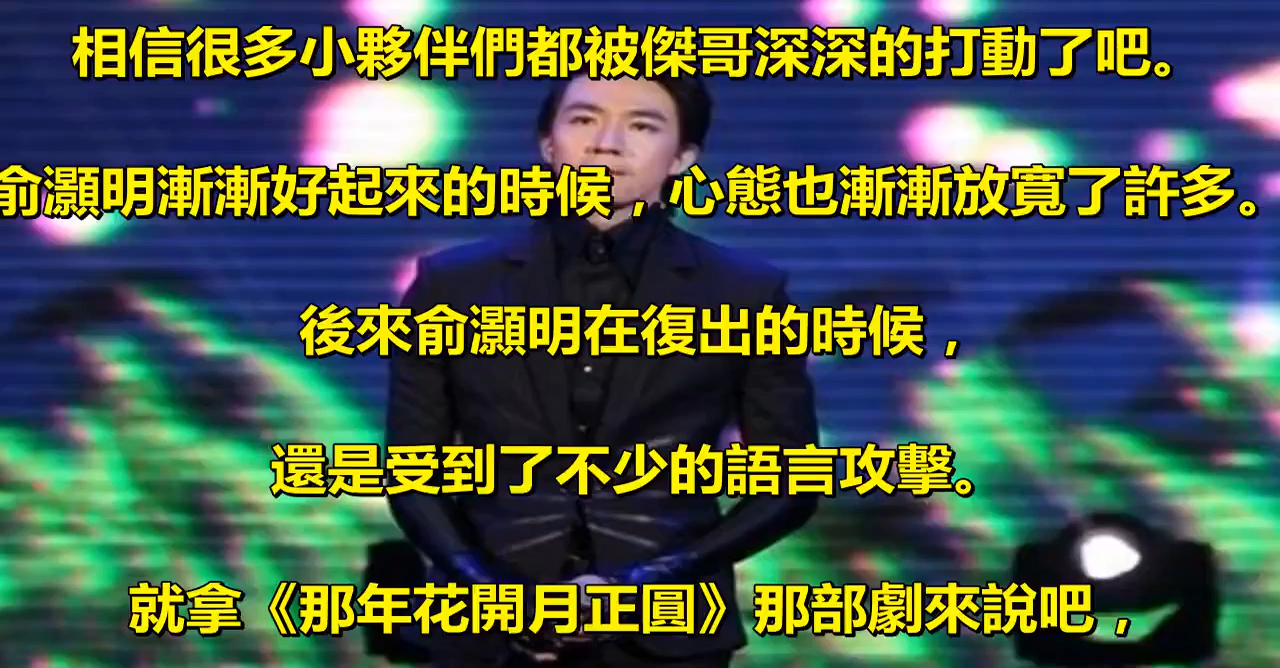 相信很多小夥伴們都被傑哥深深的打動了吧。
俞灝明漸漸好起來的時候，心態也漸漸放寬了許多。
後來俞灝明在復出的時候，
還是受到了不少的語言攻擊。
就拿《那年花開月正圓》那部劇來說吧，